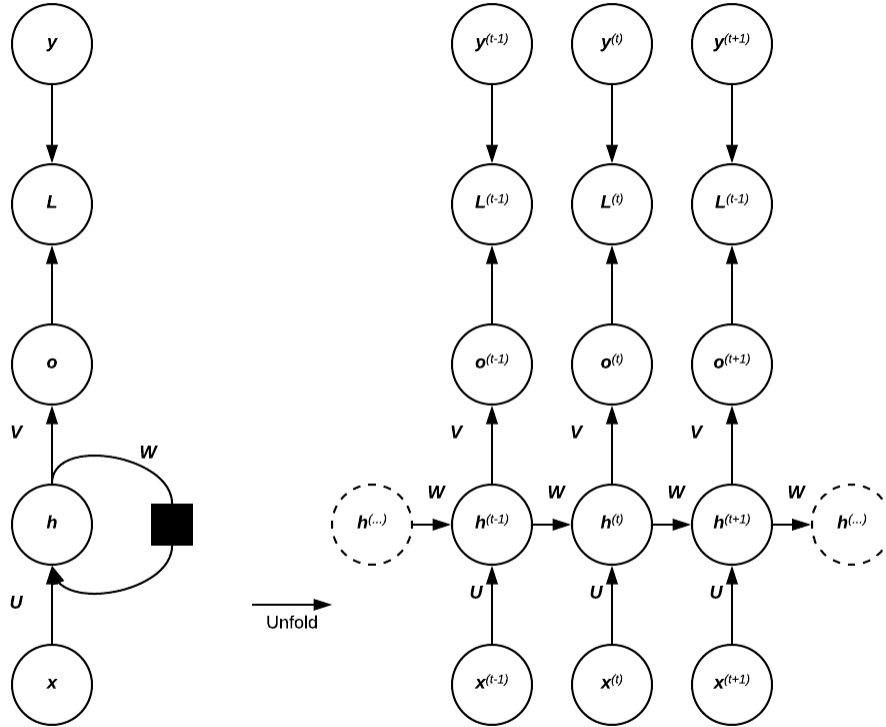 y
L
o
V
W
h
U
x
Unfold
y(t-1) y(t) y(t+1)
L(t-1) L(t) L(t-1)
o(t-1) o(t) o(t+1)
V V V
W W W W
h(...) h(t-1) h(t) h(t+1) h(...)
U U U
x(t-1) x(t) x(t+1)